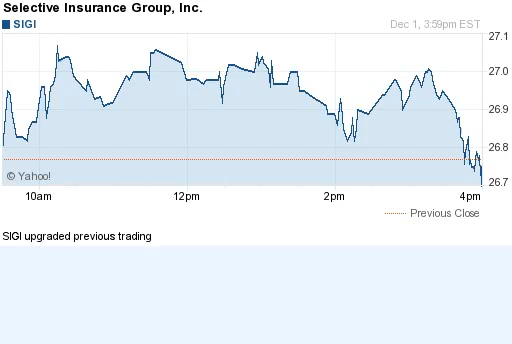 Selective Insurance Group, Inc.
SIGI Dec 1, 3:59pm EST
27.1
27.0
26.9
26.8
26.7
© Yahoo!
10am 12pm 2pm 4pm
Previous Close
SIGI upgraded previous trading